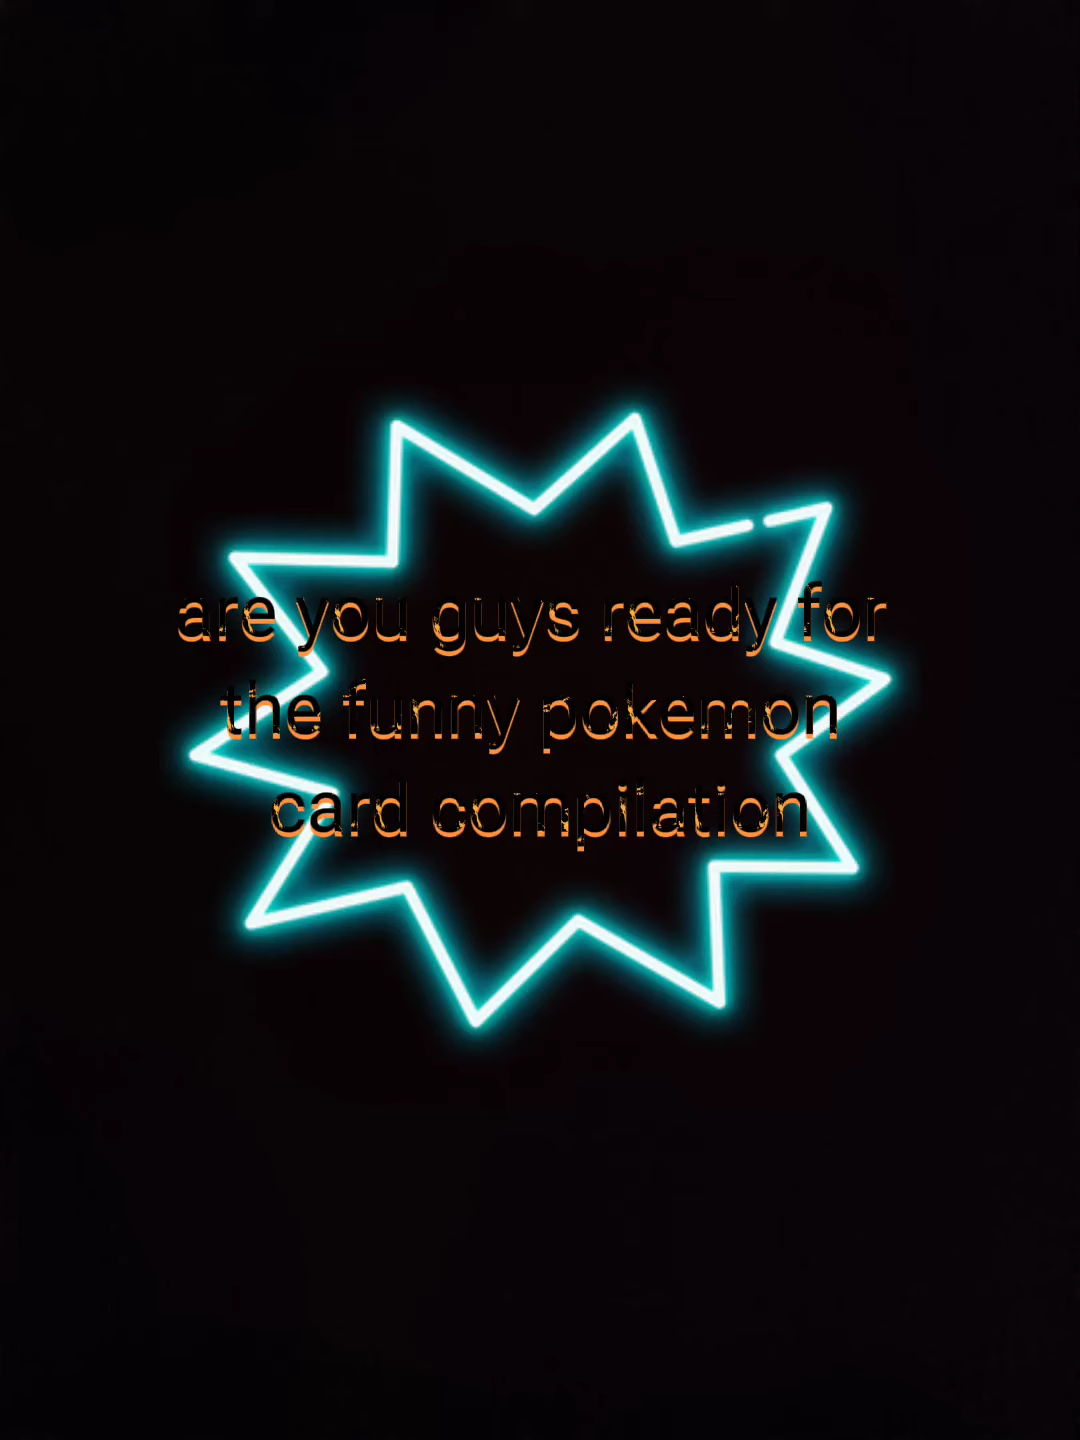 are you guys ready for
the funny pokemon
card compilation